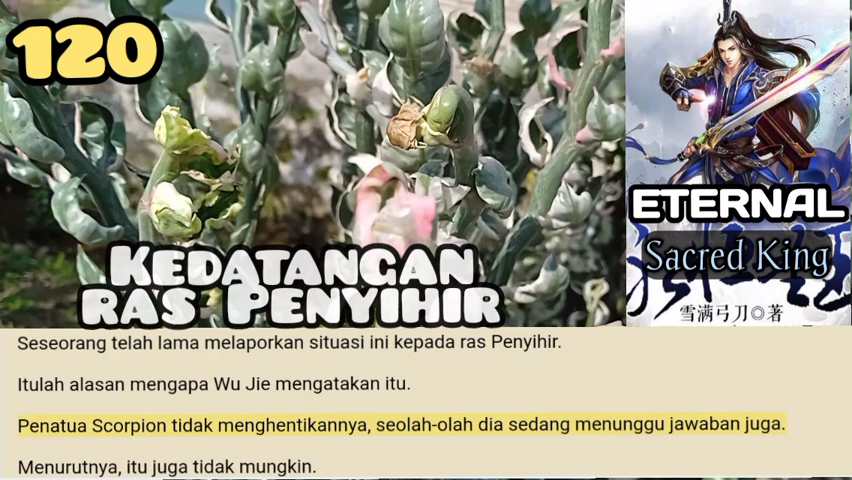 120
KEDATANGAN
RAS PENYIHIR
ETERNAL
Sacred King
雪满弓刀◎著
Seseorang telah lama melaporkan situasi ini kepada ras Penyihir.
Itulah alasan mengapa Wu Jie mengatakan itu.
Penatua Scorpion tidak menghentikannya, seolah-olah dia sedang menunggu jawaban juga.
Menurutnya, itu juga tidak mungkin.